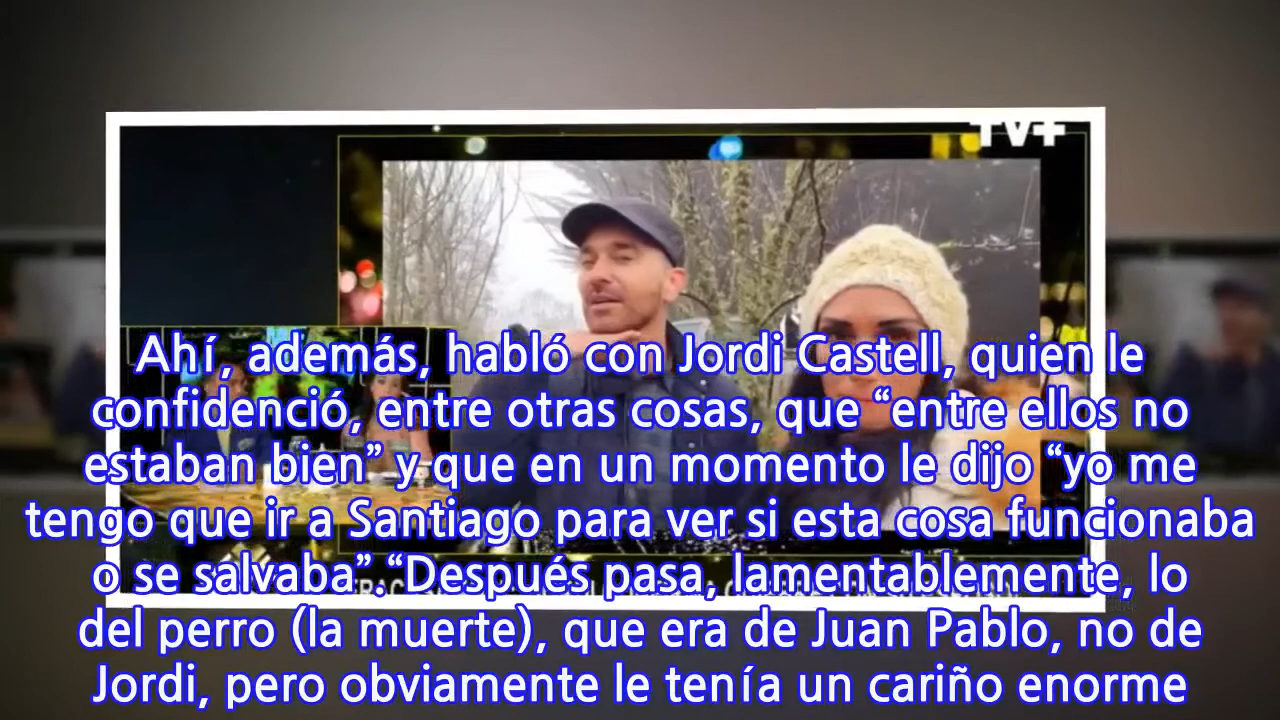 TV+
Ahí, además, habló con Jordi Castell, quien le
confidenció, entre otras cosas, que “entre ellos no
estaban bien” y que en un momento le dijo “yo me
tengo que ir a Santiago para ver si esta cosa funcionaba
o se salvaba”. “Después pasa, lamentablemente, lo
del perro (la muerte), que era de Juan Pablo, no de
Jordi, pero obviamente le tenía un cariño enorme